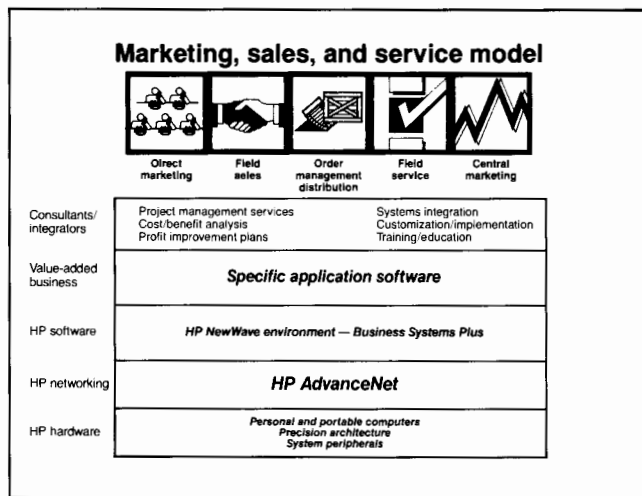 Marketing, sales, and service model
Direct marketing
Field sales
Order management distribution
Field service
Central marketing
Consultants/
integrators
Project management services
Cost/benefit analysis
Profit improvement plans
Systems integration
Customization/implementation
Training/education
Value-added
business
Specific application software
HP software
HP NewWave environment — Business Systems Plus
HP networking
HP AdvanceNet
HP hardware
Personal and portable computers
Precision architecture
System peripherals